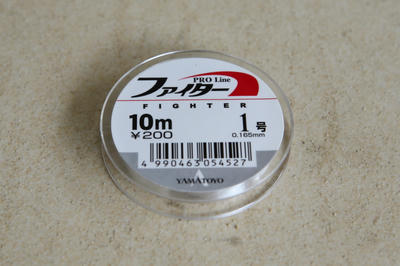 PRO Line
ファイター
FIGHTER
10m 1号
¥200 0.165mm
4 990463 054527
YAMATOYO